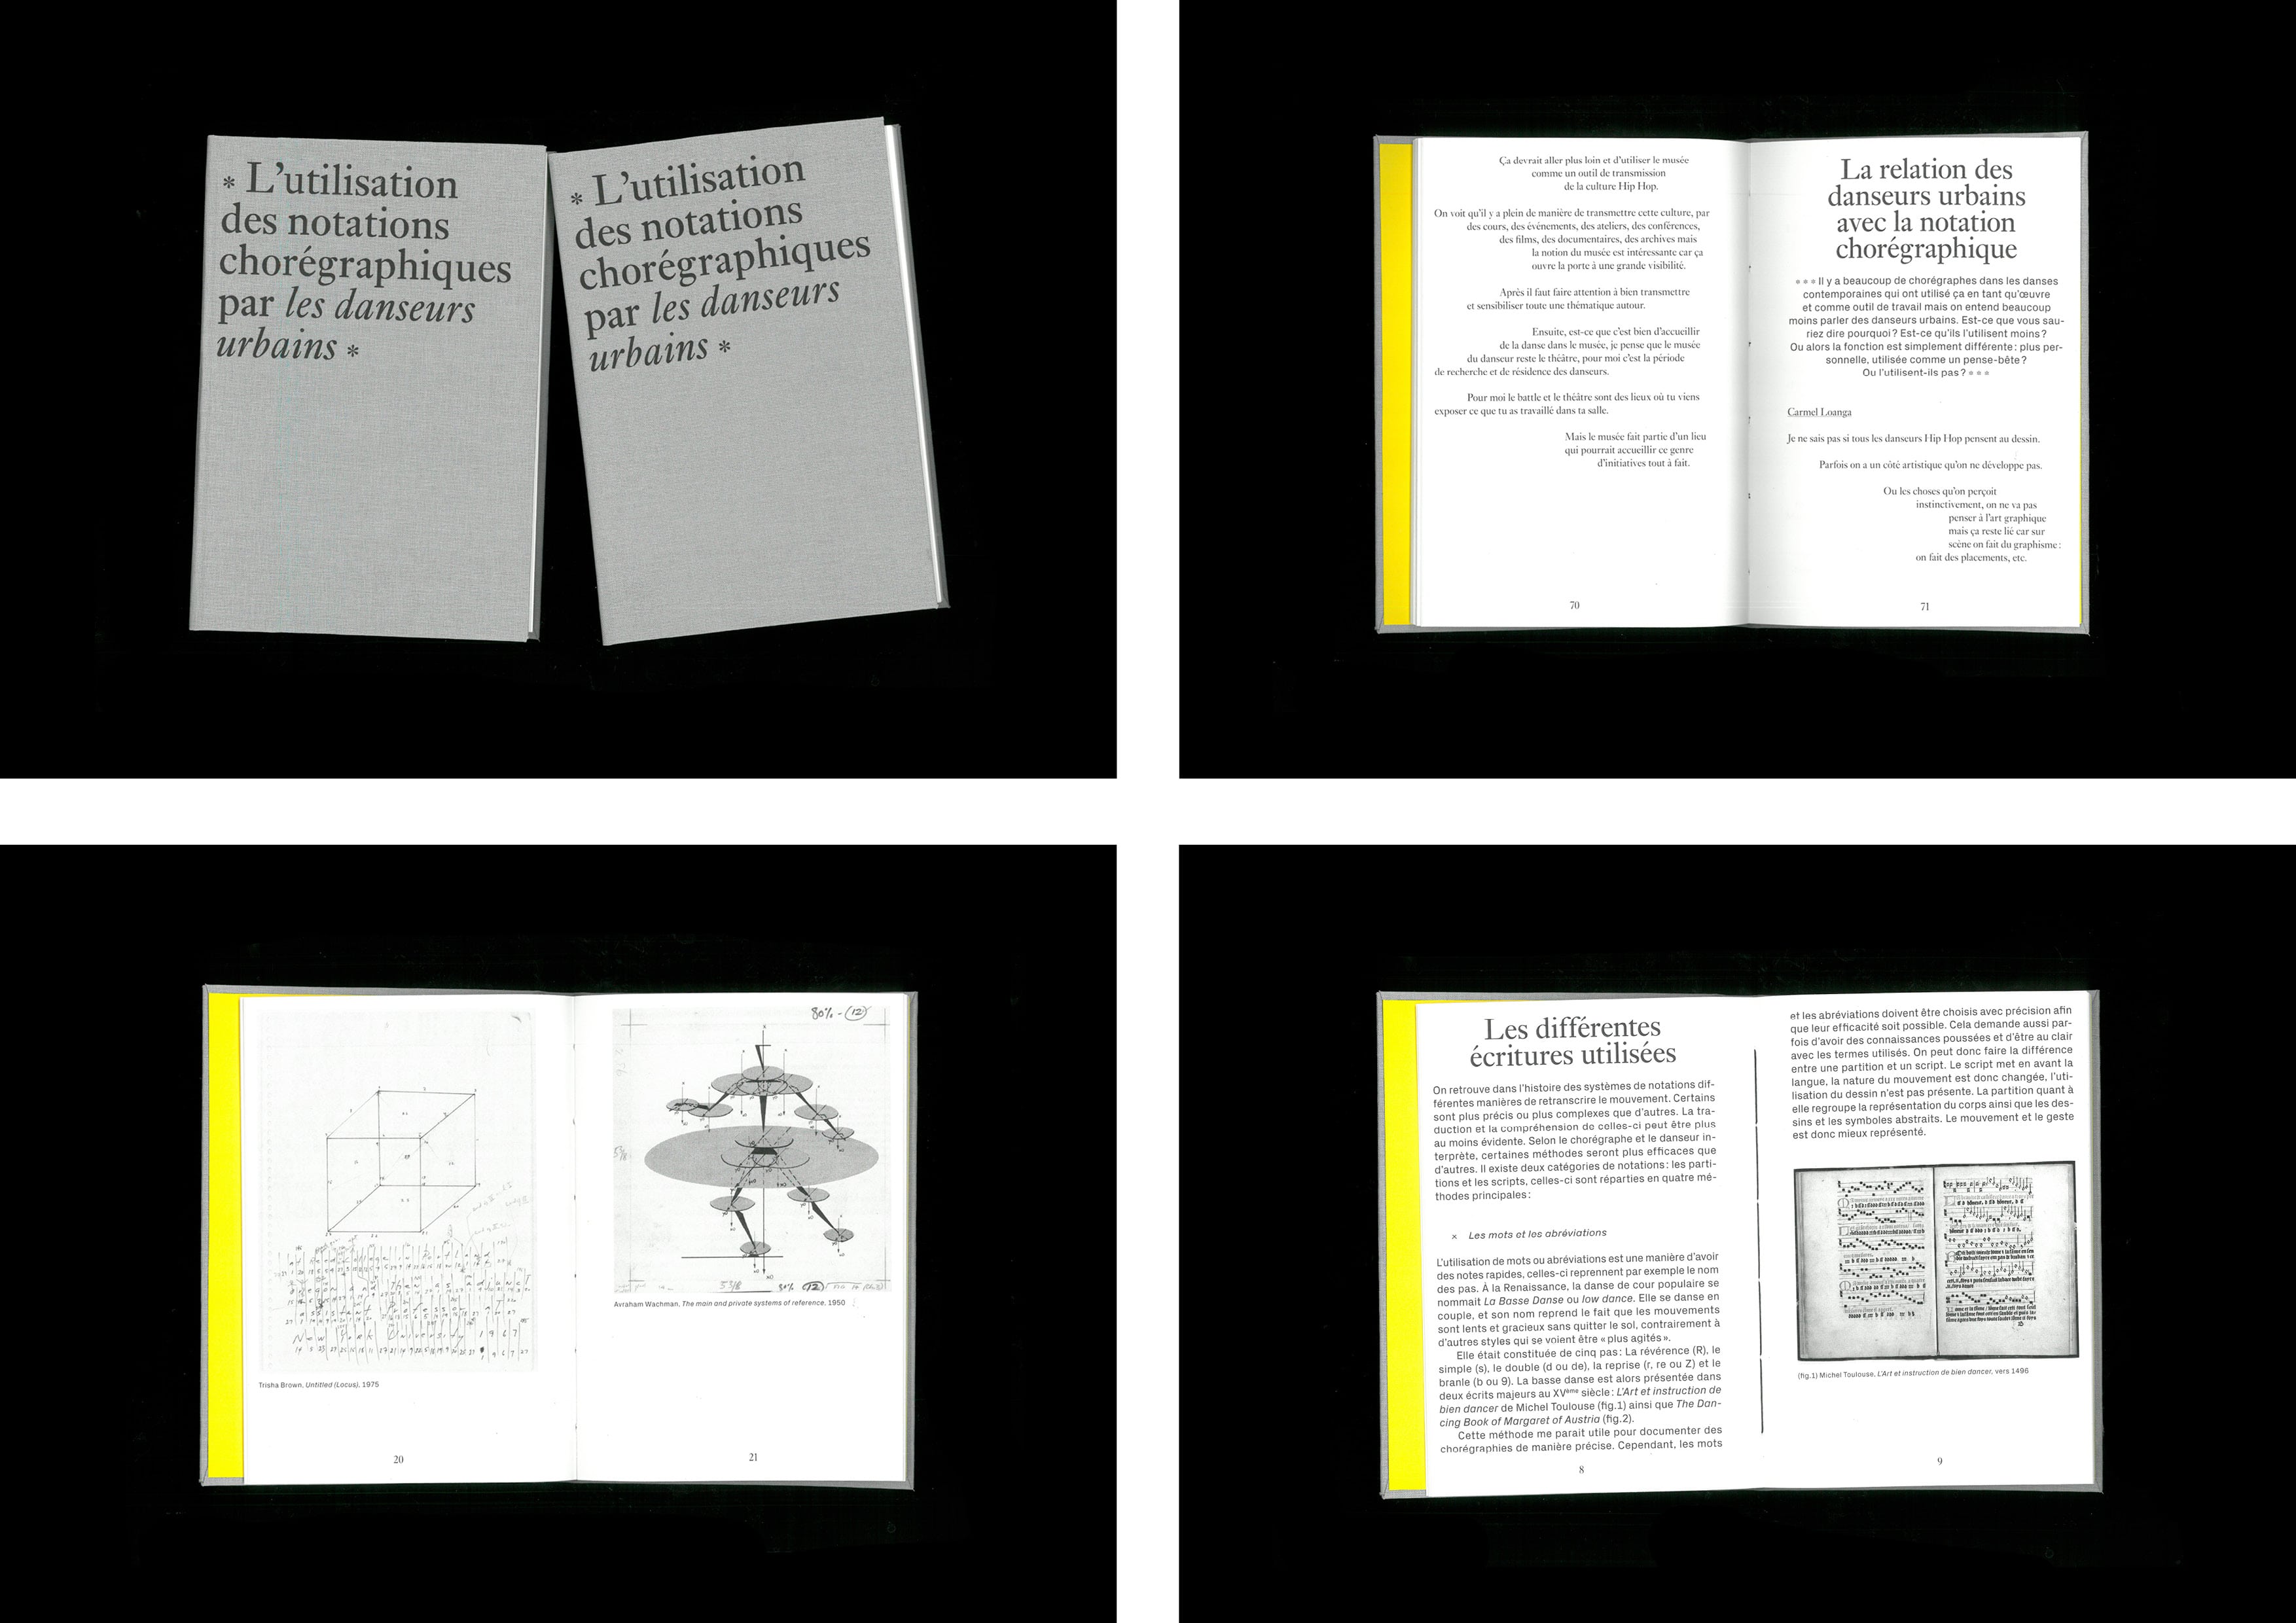 * L'utilisation
des notations
chorégraphiques
par les danseurs
urbains *
* L'utilisation
des notations
chorégraphiques
par les danseurs
urbains *
Ça devrait aller plus loin et d'utiliser le musée
comme un outil de transmission
de la culture Hip Hop.
On voit qu'il y a plein de manière de transmettre cette culture, par
des cours, des événements, des ateliers, des conférences,
des films, des documentaires, des archives mais
la notion du musée est intéressante car ça
ouvre la porte à une grande visibilité.
Après il faut faire attention à bien transmettre
et sensibiliser toute une thématique autour.
Ensuite, est-ce que c'est bien d'accueillir
de la danse dans le musée, je pense que le musée
du danseur reste le théâtre, pour moi c'est la période
de recherche et de résidence des danseurs.
Pour moi le battle et le théâtre sont des lieux où tu viens
exposer ce que tu as travaillé dans ta salle.
Mais le musée fait partie d'un lieu
qui pourrait accueillir ce genre
d'initiatives tout à fait.
70
La relation des
danseurs urbains
avec la notation
chorégraphique
* * * Il y a beaucoup de chorégraphes dans les danses
contemporaines qui ont utilisé ça en tant qu'œuvre
et comme outil de travail mais on entend beaucoup
moins parler des danseurs urbains. Est-ce que vous sau-
riez dire pourquoi ? Est-ce qu'ils l'utilisent moins ?
Ou alors la fonction est simplement différente : plus per-
sonnelle, utilisée comme un pense-bête ?
Ou l'utilisent-ils pas ? * * *
Carmel Loanga
Je ne sais pas si tous les danseurs Hip Hop pensent au dessin.
Parfois on a un côté artistique qu'on ne développe pas.
Ou les choses qu'on perçoit
instinctivement, on ne va pas
penser à l'art graphique
mais ça reste lié car sur
scène on fait du graphisme :
on fait des placements, etc.
71
Trisha Brown, Untitled (Locus), 1975
20
80% - (12)
5 3/8
80% (12)
Avraham Wachman, The main and private systems of reference, 1950
21
Les différentes
écritures utilisées
On retrouve dans l'histoire des systèmes de notations dif-
férentes manières de retranscrire le mouvement. Certains
sont plus précis ou plus complexes que d'autres. La tra-
duction et la compréhension de celles-ci peut être plus
au moins évidente. Selon le chorégraphe et le danseur in-
terprète, certaines méthodes seront plus efficaces que
d'autres. Il existe deux catégories de notations : les parti-
tions et les scripts, celles-ci sont réparties en quatre mé-
thodes principales :
× Les mots et les abréviations
L'utilisation de mots ou abréviations est une manière d'avoir
des notes rapides, celles-ci reprennent par exemple le nom
des pas. À la Renaissance, la danse de cour populaire se
nommait La Basse Danse ou low dance. Elle se danse en
couple, et son nom reprend le fait que les mouvements
sont lents et gracieux sans quitter le sol, contrairement à
d'autres styles qui se voient être « plus agités ».
Elle était constituée de cinq pas : La révérence (R), le
simple (s), le double (d ou de), la reprise (r, re ou Z) et le
branle (b ou 9). La basse danse est alors présentée dans
deux écrits majeurs au XVème siècle : L'Art et instruction de
bien dancer de Michel Toulouse (fig.1) ainsi que The Dan-
cing Book of Margaret of Austria (fig.2).
Cette méthode me parait utile pour documenter des
chorégraphies de manière précise. Cependant, les mots
8
et les abréviations doivent être choisis avec précision afin
que leur efficacité soit possible. Cela demande aussi par-
fois d'avoir des connaissances poussées et d'être au clair
avec les termes utilisés. On peut donc faire la différence
entre une partition et un script. Le script met en avant la
langue, la nature du mouvement est donc changée, l'uti-
lisation du dessin n'est pas présente. La partition quant à
elle regroupe la représentation du corps ainsi que les des-
sins et les symboles abstraits. Le mouvement et le geste
est donc mieux représenté.
(fig.1) Michel Toulouse, L'Art et instruction de bien dancer, vers 1496
9